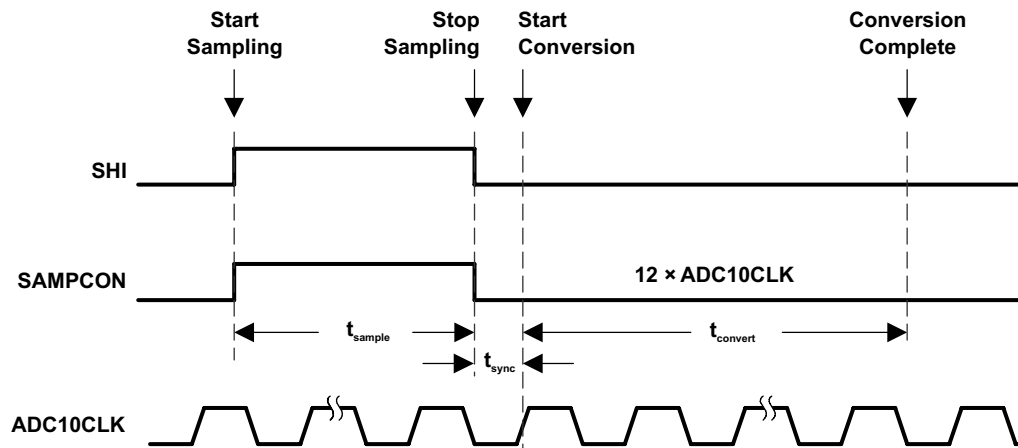 Start
Sampling
Stop
Sampling
Start
Conversion
Conversion
Complete
SHI
SAMPCON
12 × ADC10CLK
tsample
tconvert
tsync
ADC10CLK